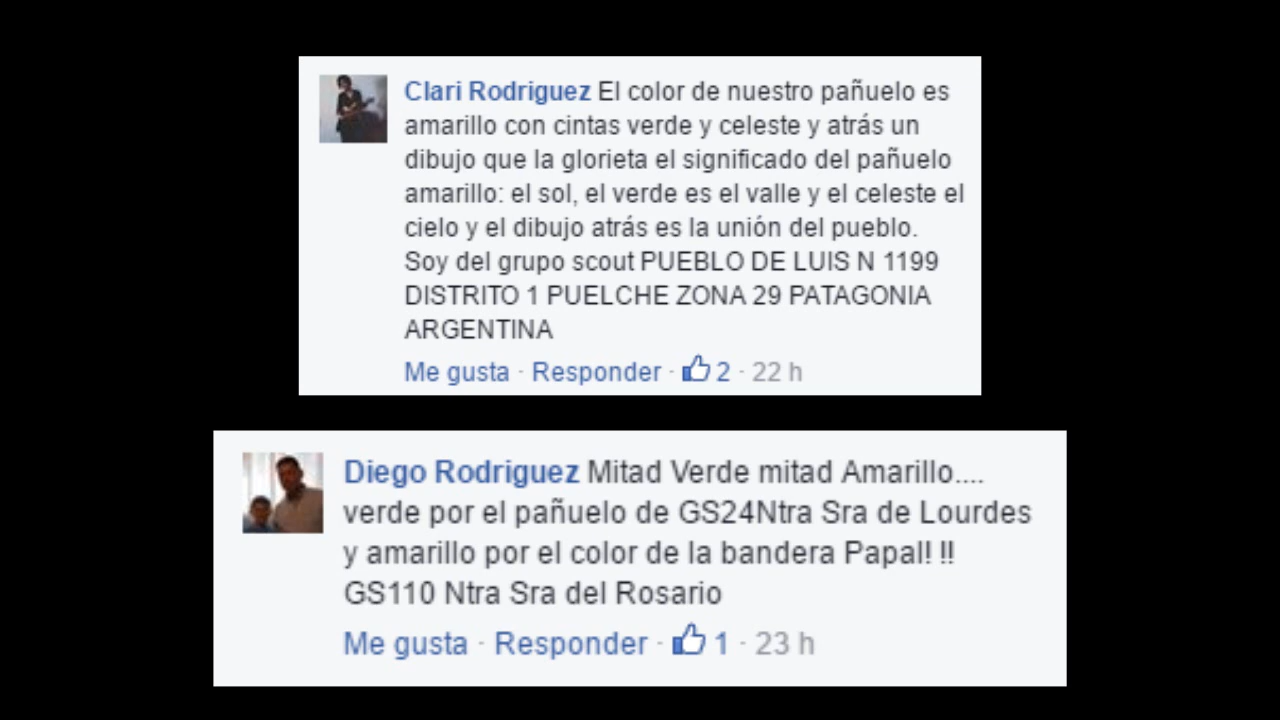 Clari Rodriguez El color de nuestro pañuelo es
amarillo con cintas verde y celeste y atrás un
dibujo que la glorieta el significado del pañuelo
amarillo: el sol, el verde es el valle y el celeste el
cielo y el dibujo atrás es la unión del pueblo.
Soy del grupo scout PUEBLO DE LUIS N 1199
DISTRITO 1 PUELCHE ZONA 29 PATAGONIA
ARGENTINA
Me gusta · Responder · 2 · 22 h
Diego Rodriguez Mitad Verde mitad Amarillo....
verde por el pañuelo de GS24Ntra Sra de Lourdes
y amarillo por el color de la bandera Papal! !!
GS110 Ntra Sra del Rosario
Me gusta · Responder · 1 · 23 h